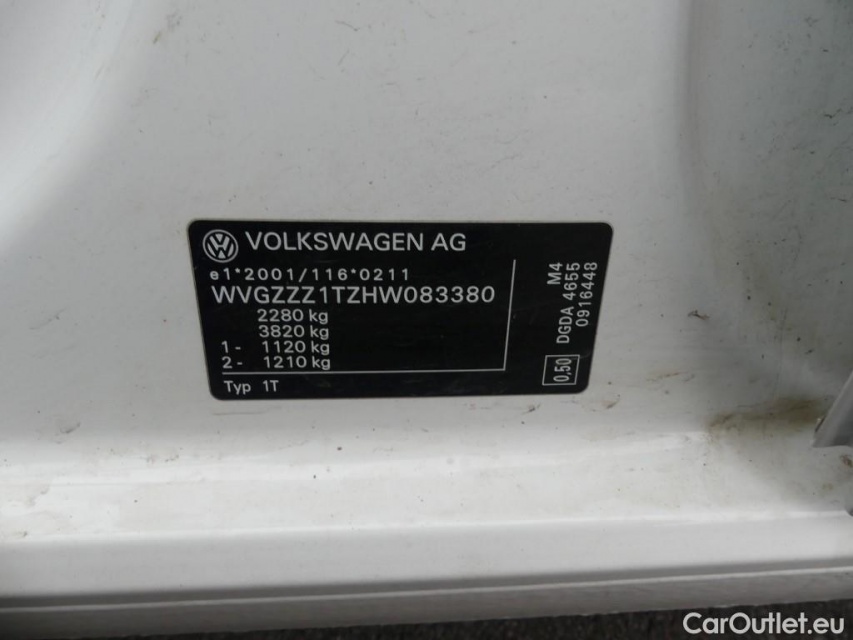 VOLKSWAGEN AG
e1*2001/116*0211
WVGZZZ1TZHW083380
2280 kg
3820 kg
1- 1120 kg
2- 1210 kg
Typ 1T
M4
DGDA 4655
0916448
0,50
CarOutlet.eu